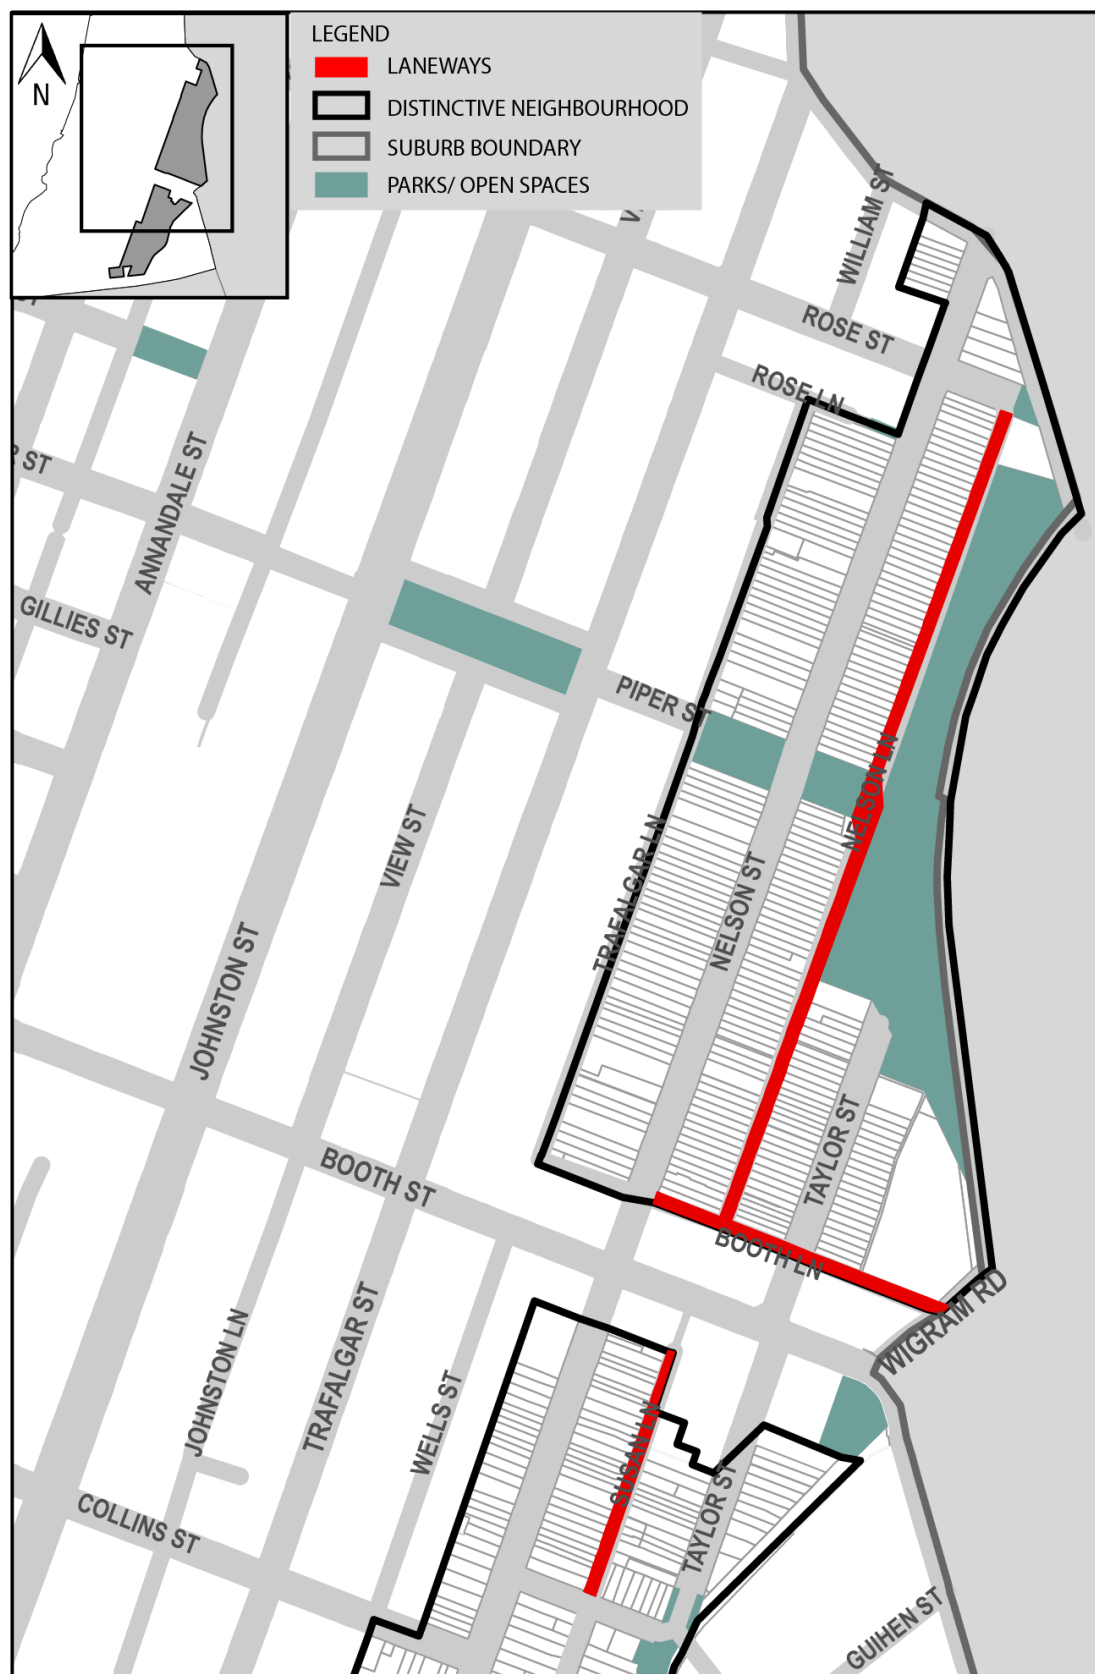 N
LEGEND
LANEWAYS
DISTINCTIVE NEIGHBOURHOOD
SUBURB BOUNDARY
PARKS/ OPEN SPACES
WILLIAM ST
ROSE ST
ROSE LN
ST
ANNANDALE ST
GILLIES ST
PIPER ST
NELSON LN
VIEW ST
TRAFALGAR LN
NELSON ST
JOHNSTON ST
BOOTH ST
TAYLOR ST
BOOTH LN
WIGRAM RD
JOHNSTON LN
TRAFALGAR ST
WELLS ST
SUSAN LN
TAYLOR ST
COLLINS ST
GUIHEN ST